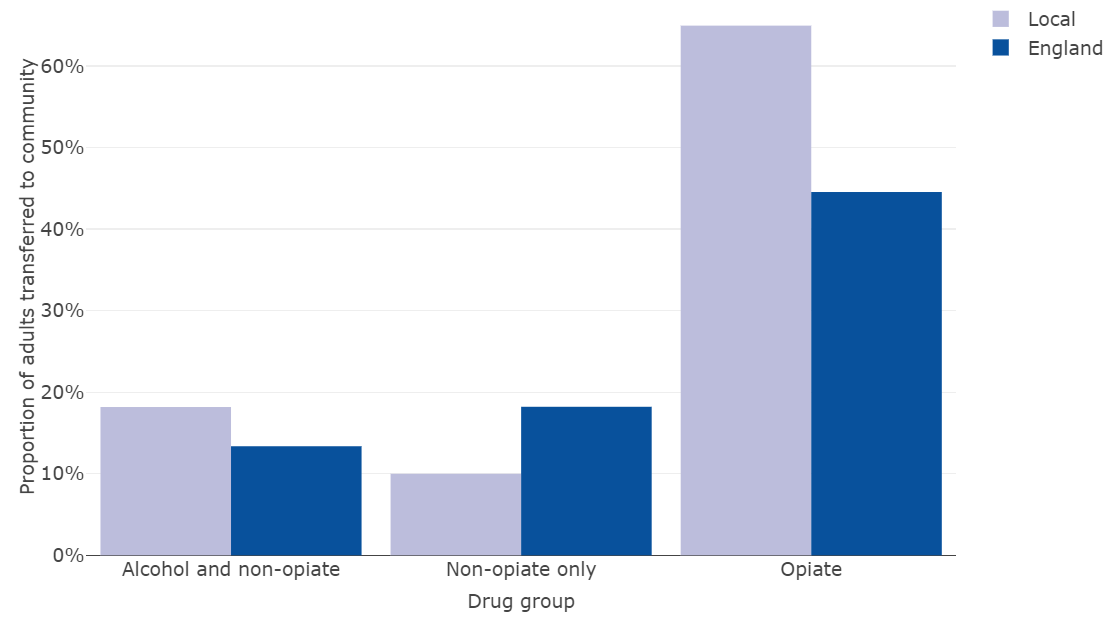 Local
England
Proportion of adults transferred to community
60%
50%
40%
30%
20%
10%
0%
Alcohol and non-opiate
Non-opiate only
Opiate
Drug group